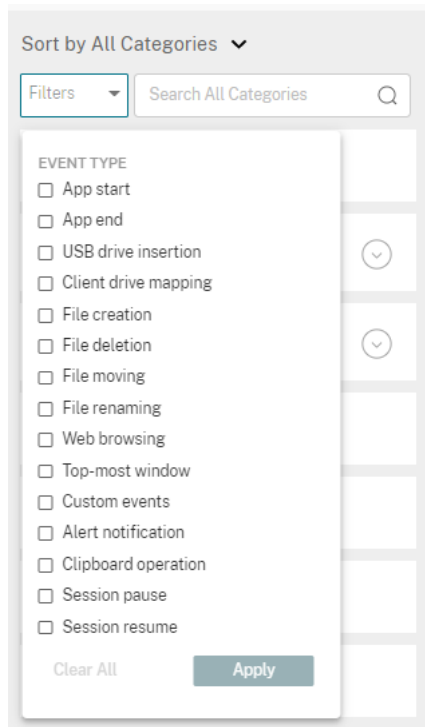 Sort by All Categories
Filters
Search All Categories
EVENT TYPE
App start
App end
USB drive insertion
Client drive mapping
File creation
File deletion
File moving
File renaming
Web browsing
Top-most window
Custom events
Alert notification
Clipboard operation
Session pause
Session resume
Clear All
Apply